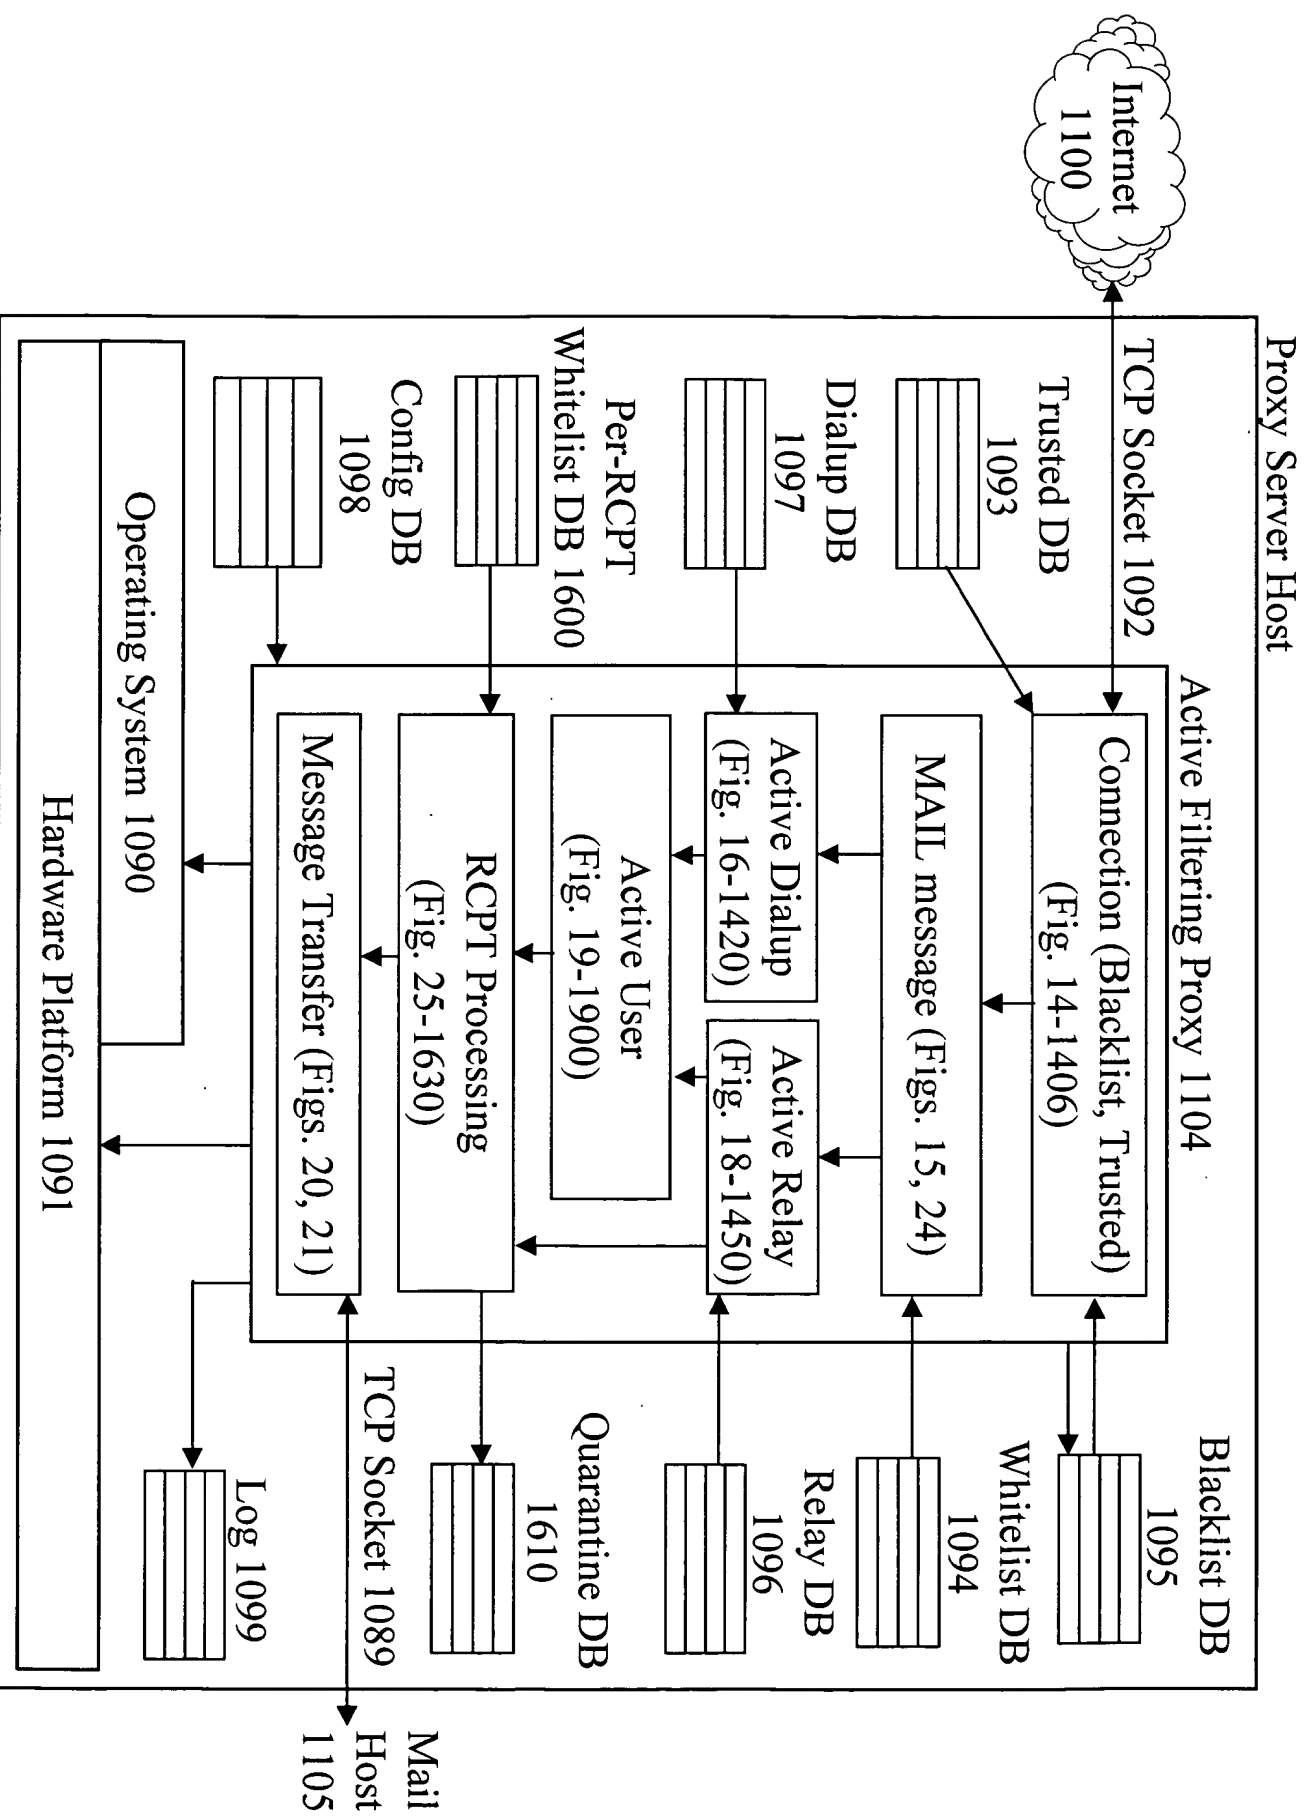 Proxy Server Host
Internet
1100
TCP Socket 1092
Active Filtering Proxy 1104
Trusted DB
1093
Dialup DB
1097
Per-RCPT
Whitelist DB 1600
Config DB
1098
Connection (Blacklist, Trusted)
(Fig. 14-1406)
MAIL message (Figs. 15, 24)
Active Dialup
(Fig. 16-1420)
Active Relay
(Fig. 18-1450)
Active User
(Fig. 19-1900)
RCPT Processing
(Fig. 25-1630)
Message Transfer (Figs. 20, 21)
Blacklist DB
1095
Whitelist DB
1094
Relay DB
1096
Quarantine DB
1610
TCP Socket 1089
Mail
Host
1105
Log 1099
Operating System 1090
Hardware Platform 1091